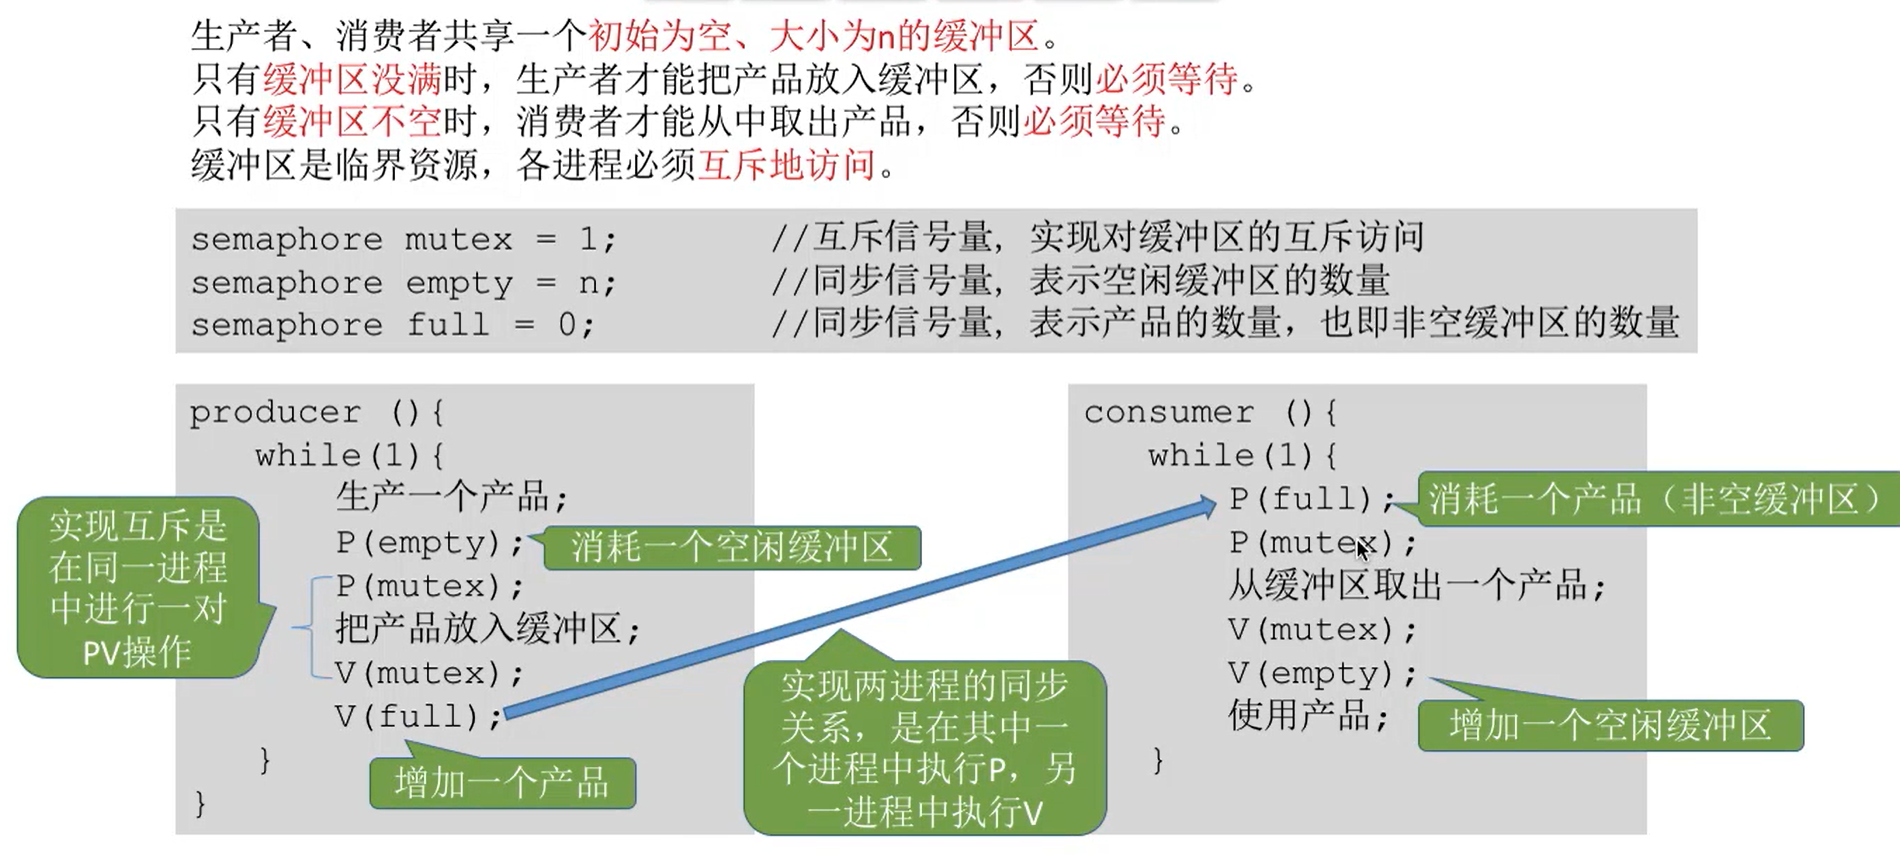 生产者、消费者共享一个初始为空、大小为n的缓冲区。
只有缓冲区没满时，生产者才能把产品放入缓冲区，否则必须等待。
只有缓冲区不空时，消费者才能从中取出产品，否则必须等待。
缓冲区是临界资源，各进程必须互斥地访问。
semaphore mutex = 1; //互斥信号量, 实现对缓冲区的互斥访问
semaphore empty = n; //同步信号量, 表示空闲缓冲区的数量
semaphore full = 0; //同步信号量, 表示产品的数量，也即非空缓冲区的数量
producer (){
while(1){
生产一个产品;
P(empty);
P(mutex);
把产品放入缓冲区;
V(mutex);
V(full);
}
}
实现互斥是
在同一进程
中进行一对
PV操作
消耗一个空闲缓冲区
增加一个产品
实现两进程的同步
关系，是在其中一
个进程中执行P，另
一进程中执行V
consumer (){
while(1){
P(full);
P(mutex);
从缓冲区取出一个产品;
V(mutex);
V(empty);
使用产品;
}
消耗一个产品（非空缓冲区）
增加一个空闲缓冲区